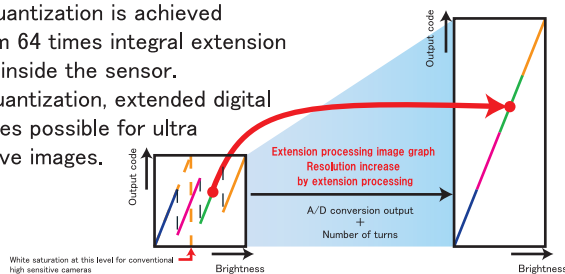 uantization is achieved
m 64 times integral extension
inside the sensor.
uantization, extended digital
es possible for ultra
ve images.
Output code
Output code
Extension processing image graph
Resolution increase
by extension processing
A/D conversion output
+
Number of turns
White saturation at this level for conventional
high sensitive cameras
Brightness
Brightness